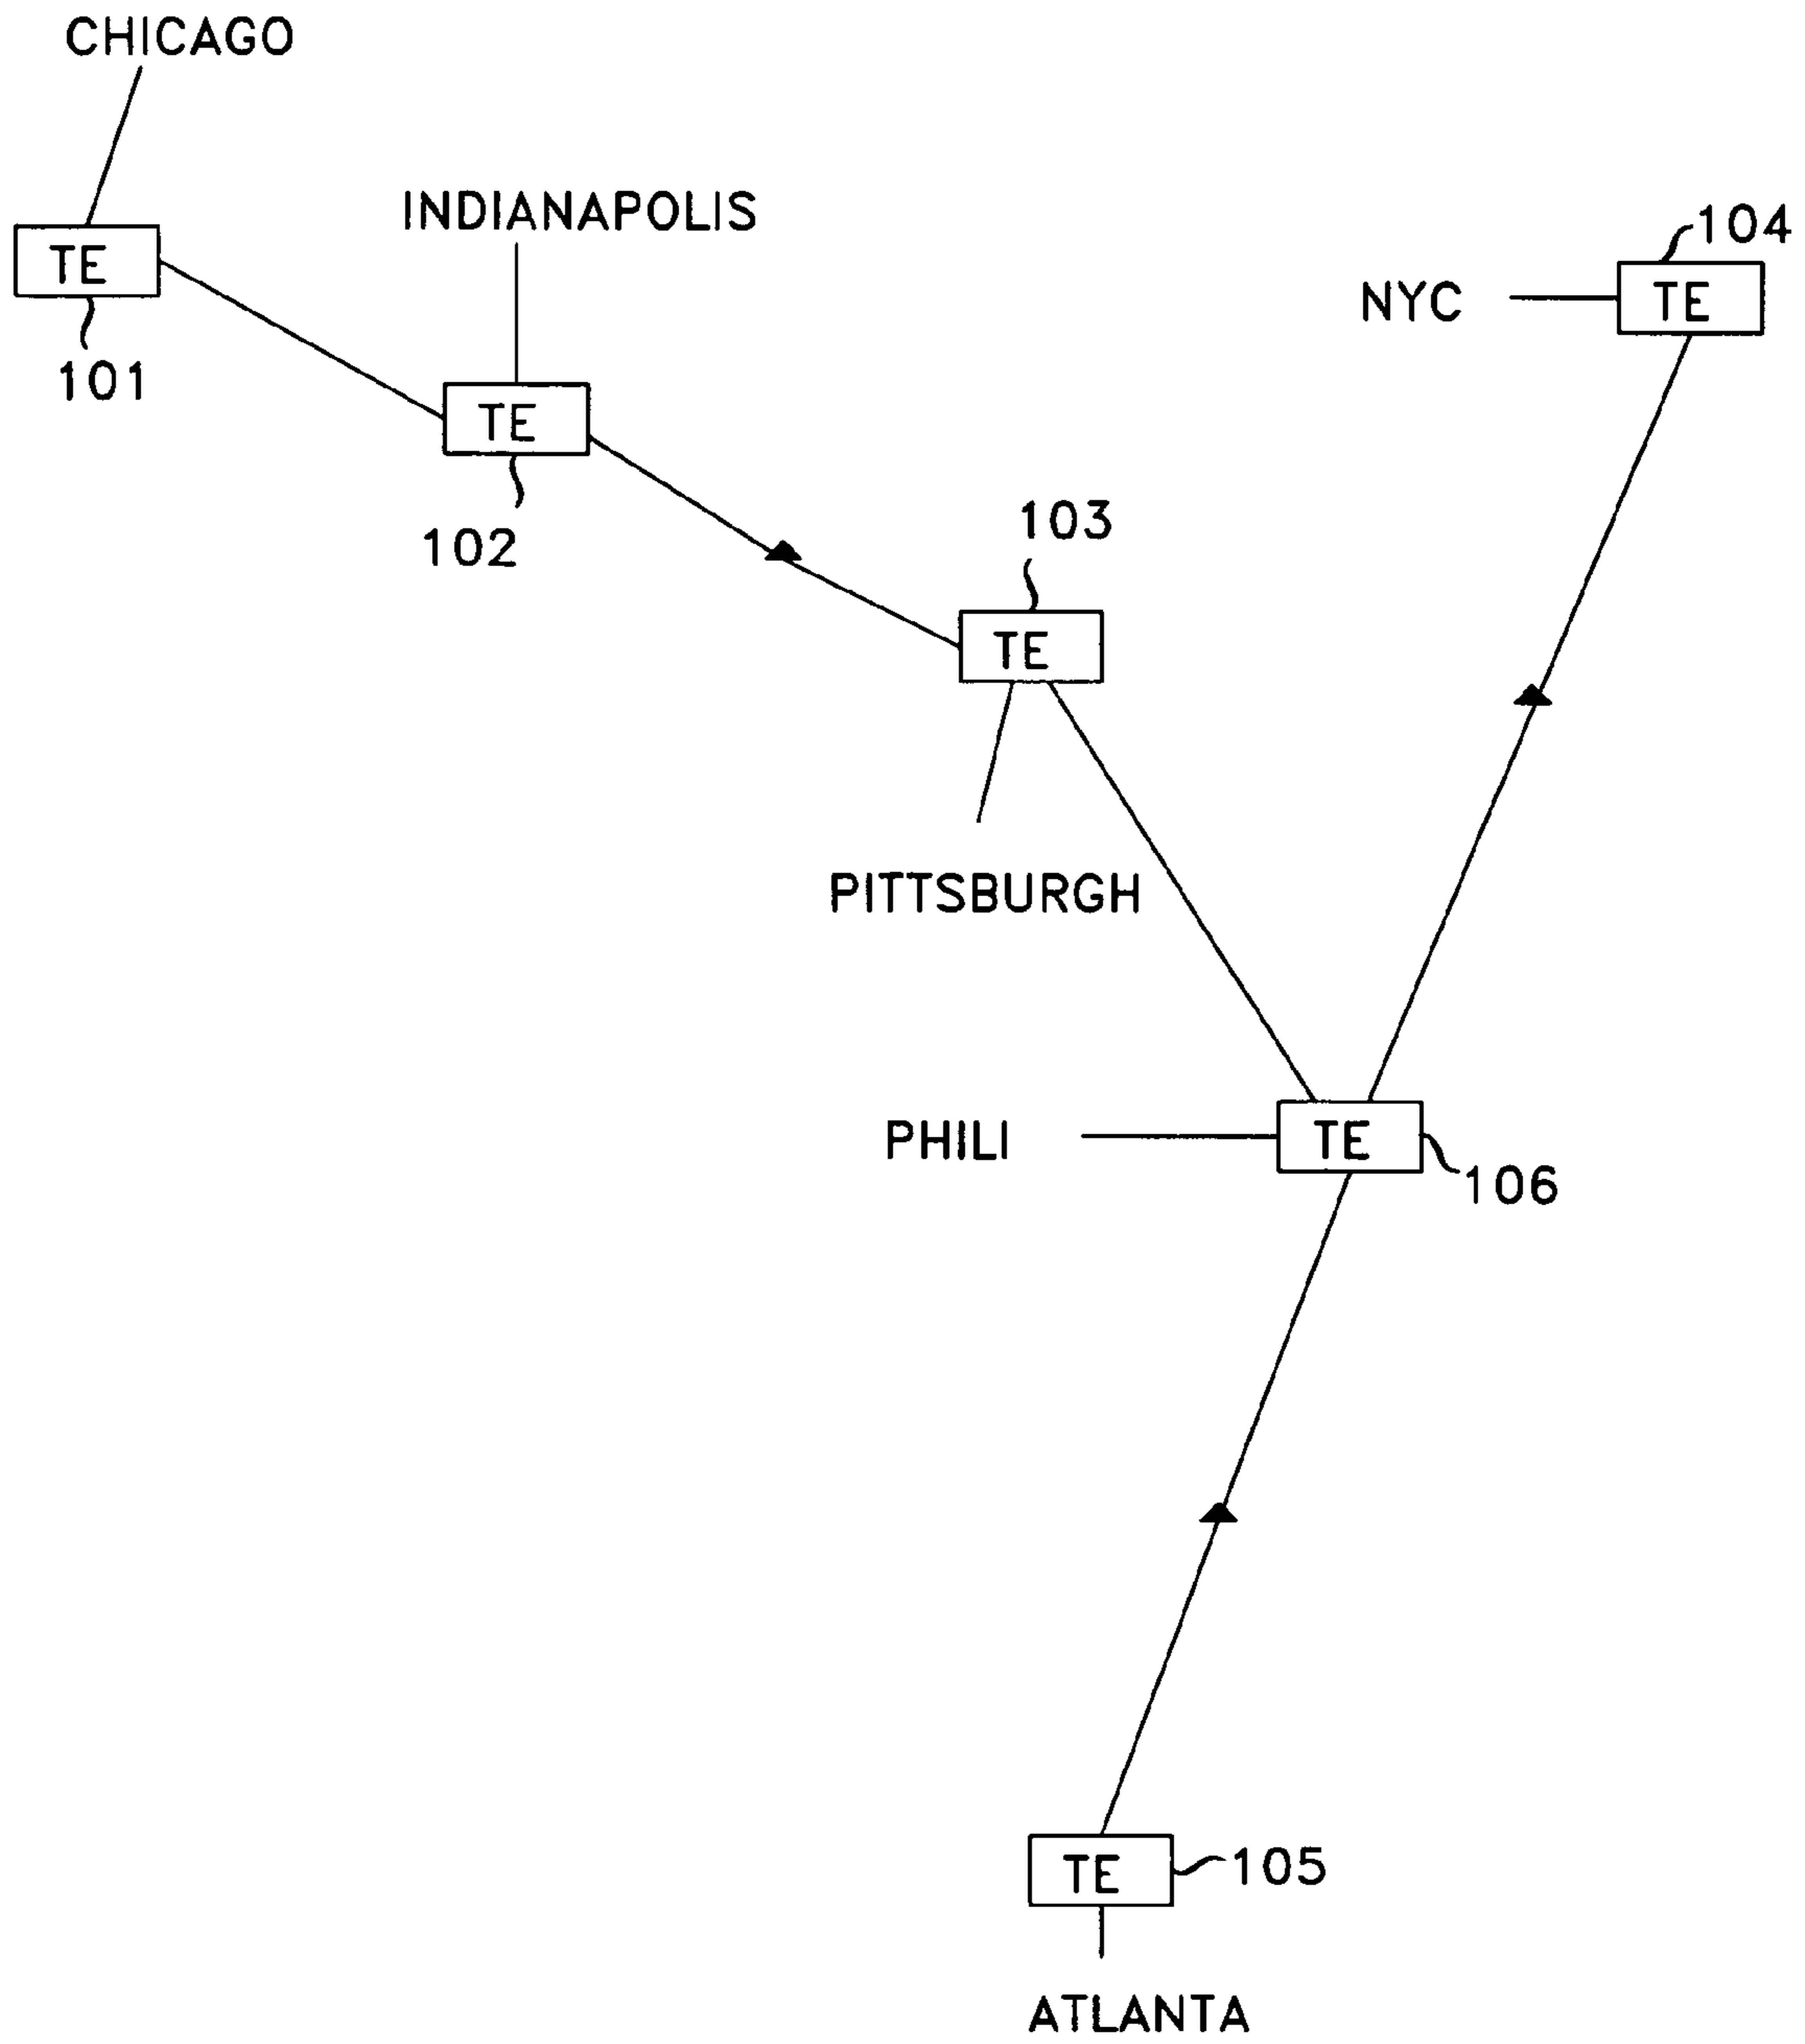 CHICAGO
TE
101
INDIANAPOLIS
TE
102
103
TE
PITTSBURGH
104
NYC
TE
PHILI
TE
106
TE
105
ATLANTA